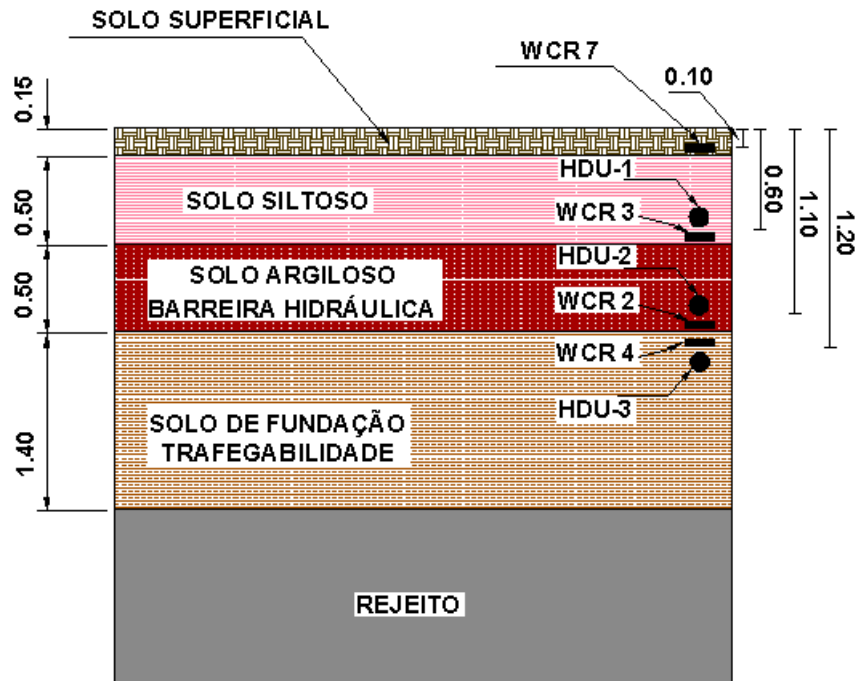 SOLO SUPERFICIAL
WCR 7
0.10
0.15
HDU-1
0.60
SOLO SILTOSO
0.50
WCR 3
1.10
1.20
HDU-2
SOLO ARGILOSO
BARREIRA HIDRÁULICA
0.50
WCR 2
WCR 4
HDU-3
SOLO DE FUNDAÇÃO
TRAFEGABILIDADE
1.40
REJEITO